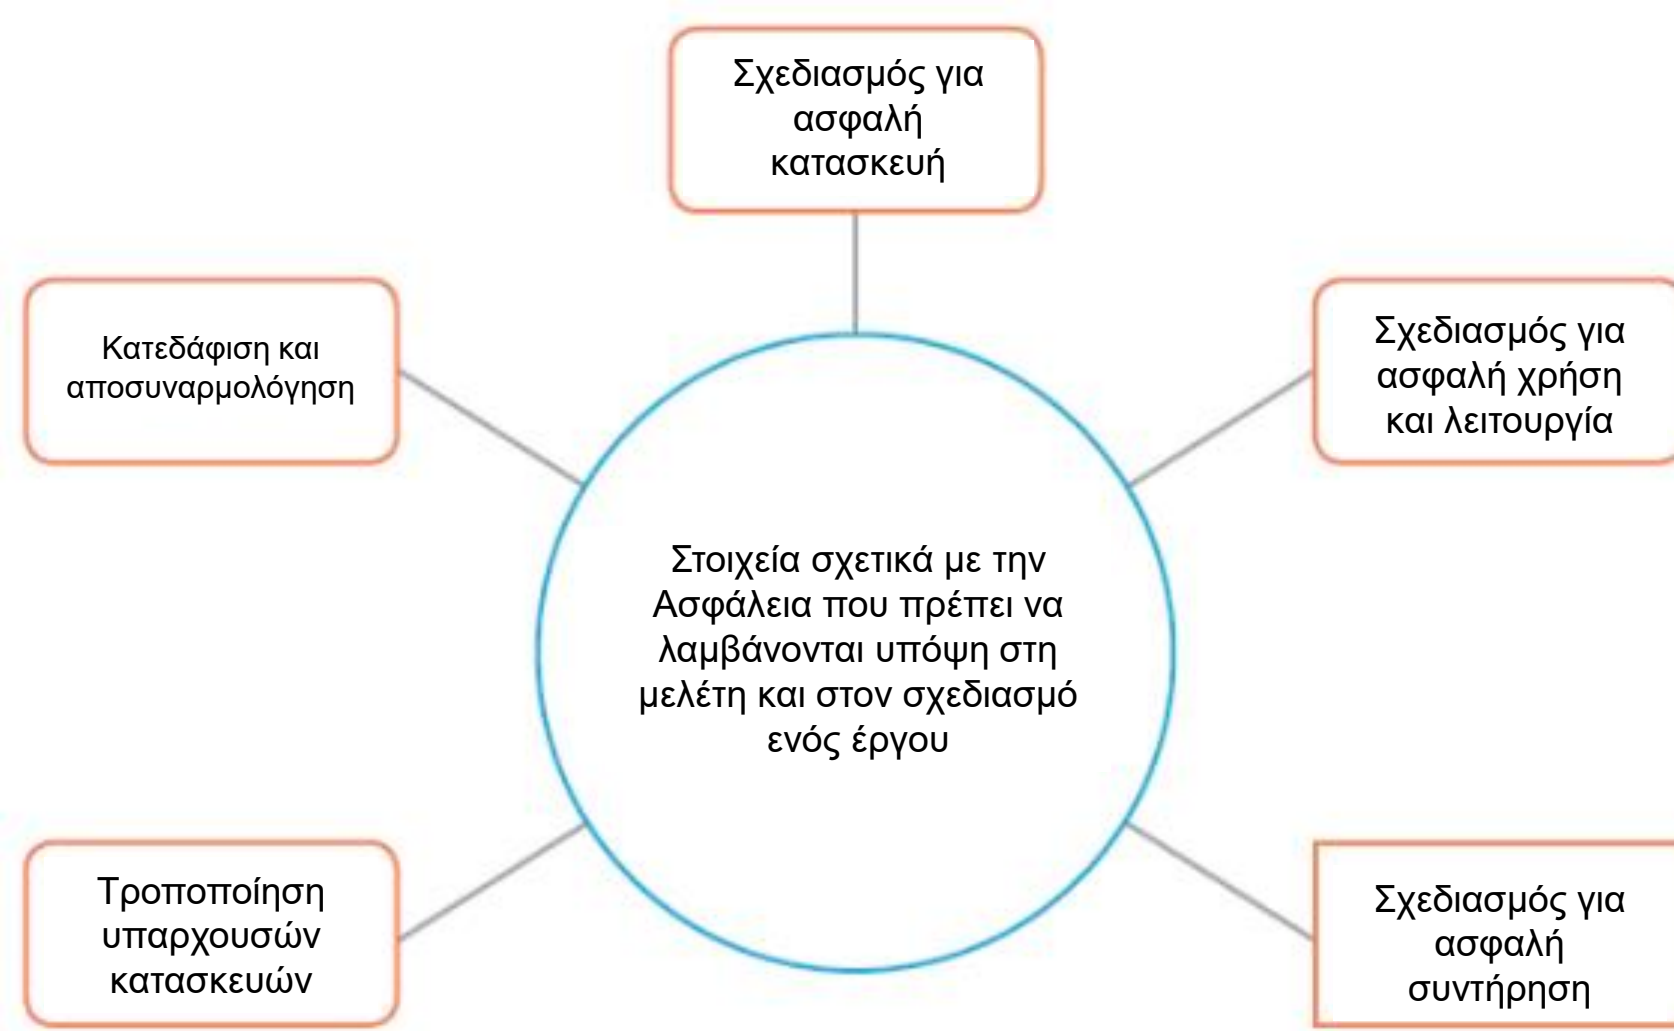 Σχεδιασμός για
ασφαλή
κατασκευή
Κατεδάφιση και
αποσυναρμολόγηση
Σχεδιασμός για
ασφαλή χρήση
και λειτουργία
Στοιχεία σχετικά με την
Ασφάλεια που πρέπει να
λαμβάνονται υπόψη στη
μελέτη και στον σχεδιασμό
ενός έργου
Τροποποίηση
υπαρχουσών
κατασκευών
Σχεδιασμός για
ασφαλή
συντήρηση